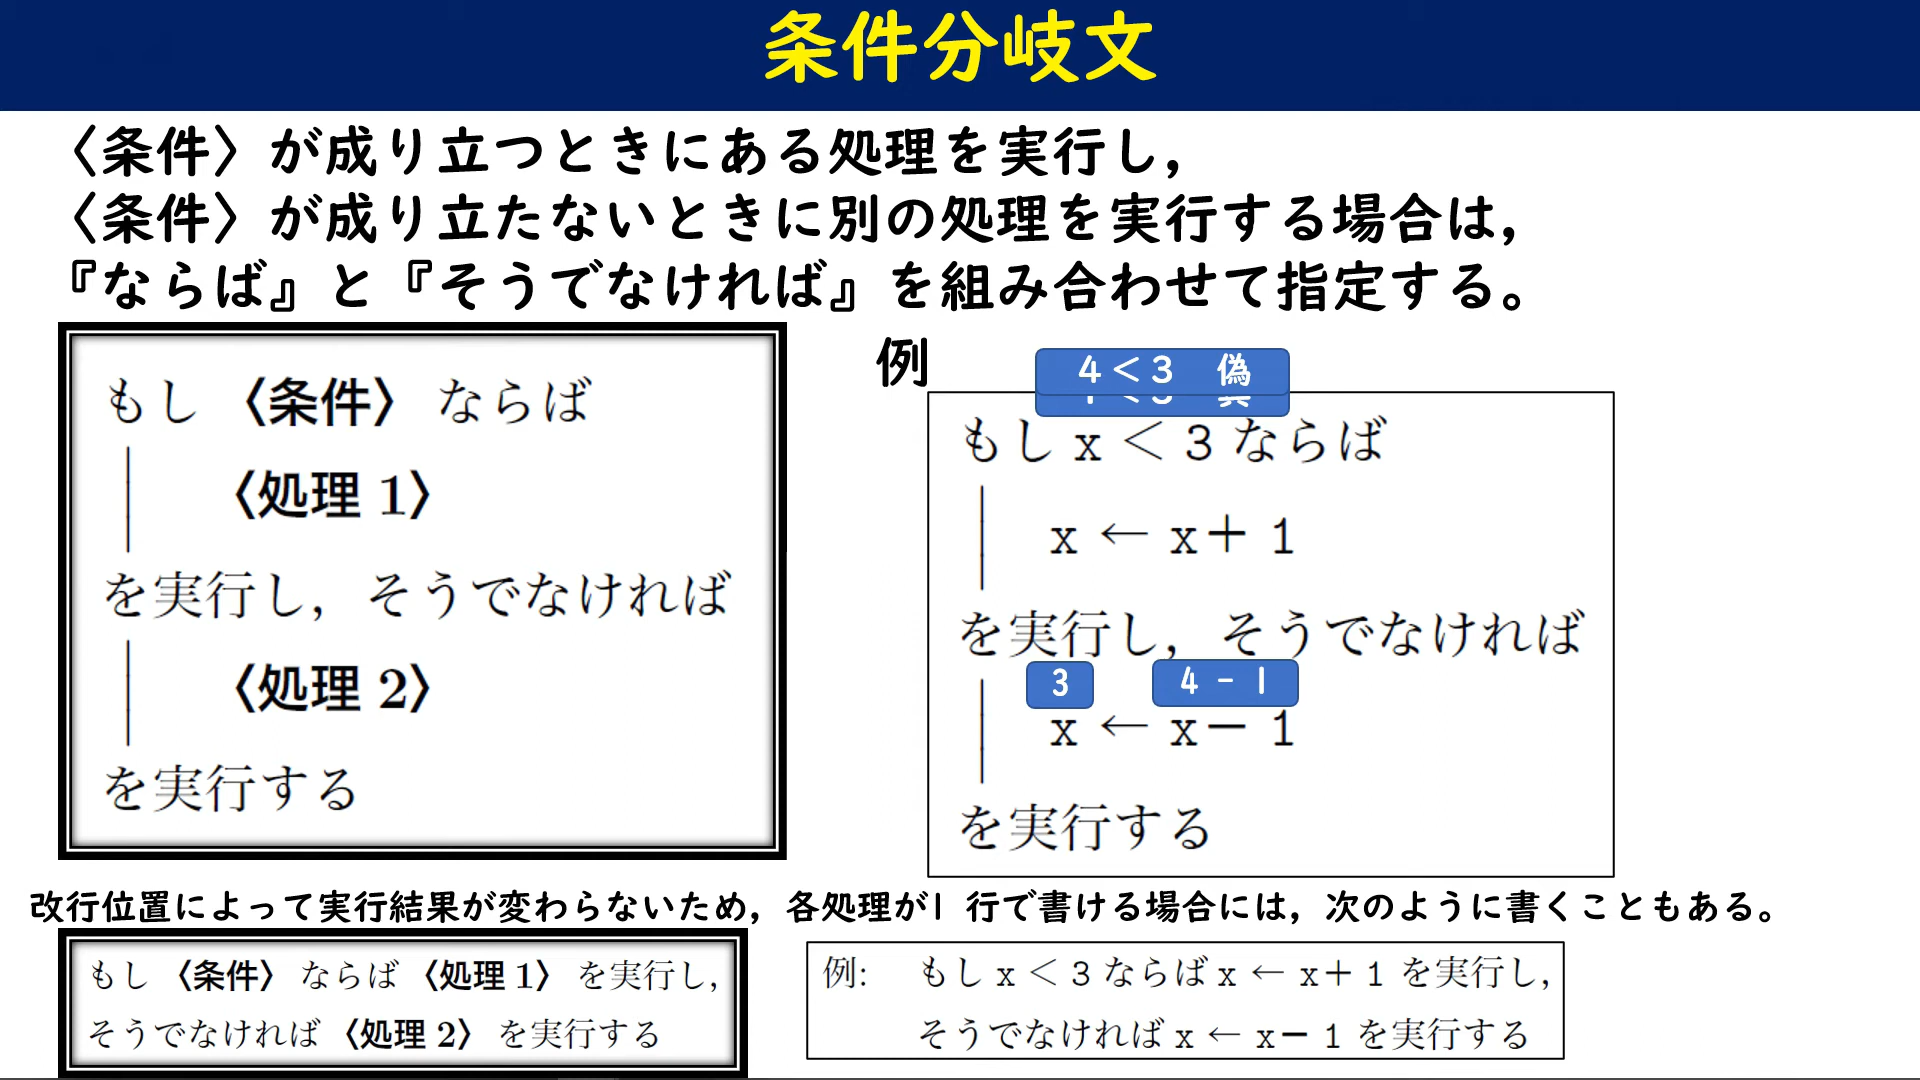 条件分岐文
〈条件〉が成り立つときにある処理を実行し，
〈条件〉が成り立たないときに別の処理を実行する場合は，
『ならば』と『そうでなければ』を組み合わせて指定する。
もし 〈条件〉 ならば
〈処理 1〉
を実行し，そうでなければ
〈処理 2〉
を実行する
例
4＜3　偽
もし x ＜ 3 ならば
x ← x＋ 1
を実行し，そうでなければ
3
4 - 1
x ← x－ 1
を実行する
改行位置によって実行結果が変わらないため，各処理が1 行で書ける場合には，次のように書くこともある。
もし 〈条件〉 ならば 〈処理 1〉 を実行し，
そうでなければ 〈処理 2〉 を実行する
例: もし x ＜ 3 ならば x ← x＋ 1 を実行し，
そうでなければ x ← x－ 1 を実行する